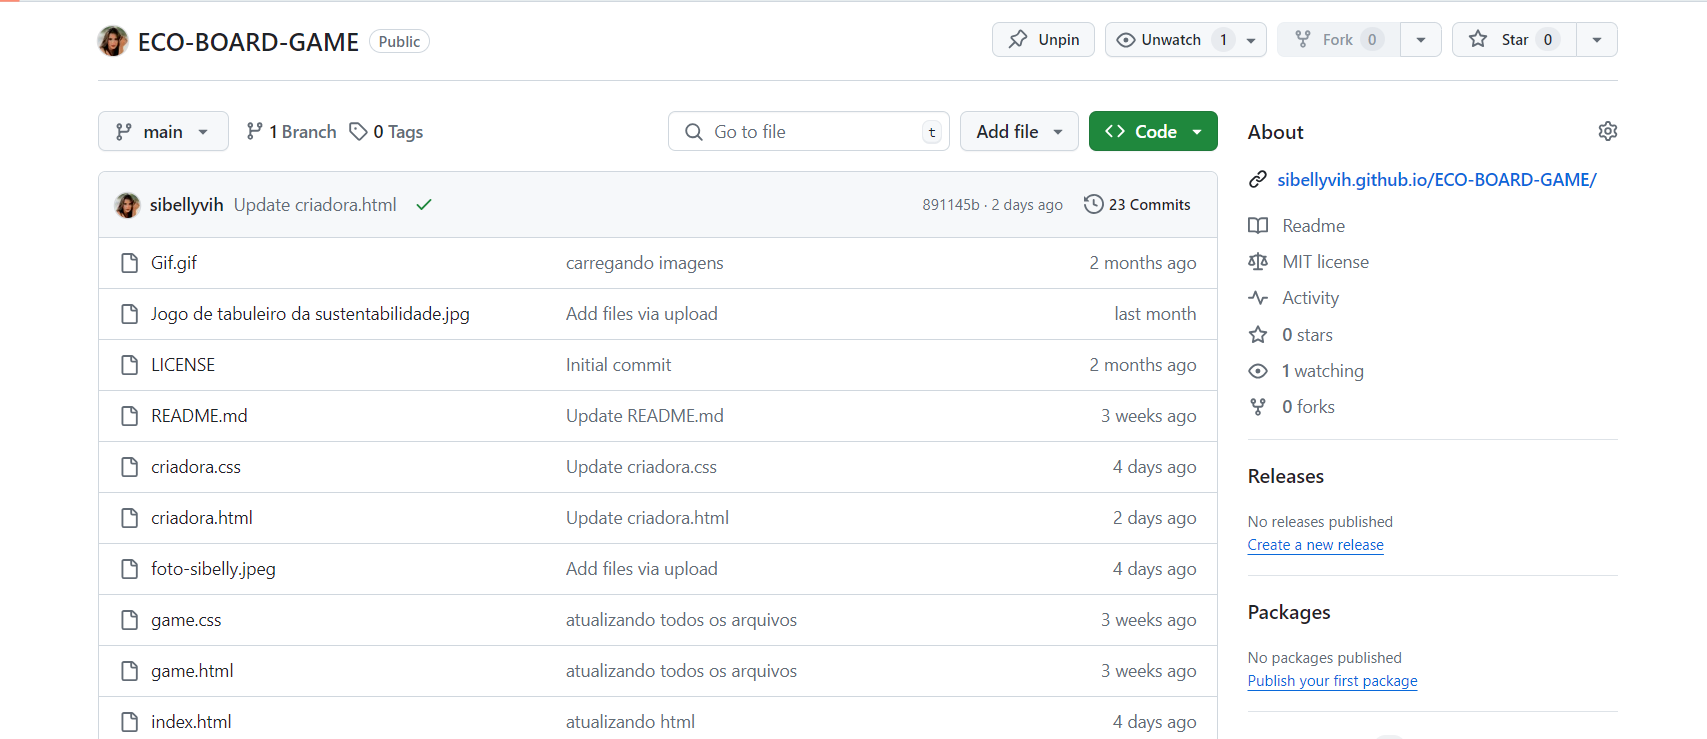 ECO-BOARD-GAME Public Unpin Unwatch 1 Fork 0 Star 0
main 1 Branch 0 Tags Go to file t Add file Code
sibellyvih Update criadora.html 891145b · 2 days ago 23 Commits
Gif.gif carregando imagens 2 months ago
Jogo de tabuleiro da sustentabilidade.jpg Add files via upload last month
LICENSE Initial commit 2 months ago
README.md Update README.md 3 weeks ago
criadora.css Update criadora.css 4 days ago
criadora.html Update criadora.html 2 days ago
foto-sibelly.jpeg Add files via upload 4 days ago
game.css atualizando todos os arquivos 3 weeks ago
game.html atualizando todos os arquivos 3 weeks ago
index.html atualizando html 4 days ago
About
sibellyvih.github.io/ECO-BOARD-GAME/
Readme
MIT license
Activity
0 stars
1 watching
0 forks
Releases
No releases published
Create a new release
Packages
No packages published
Publish your first package